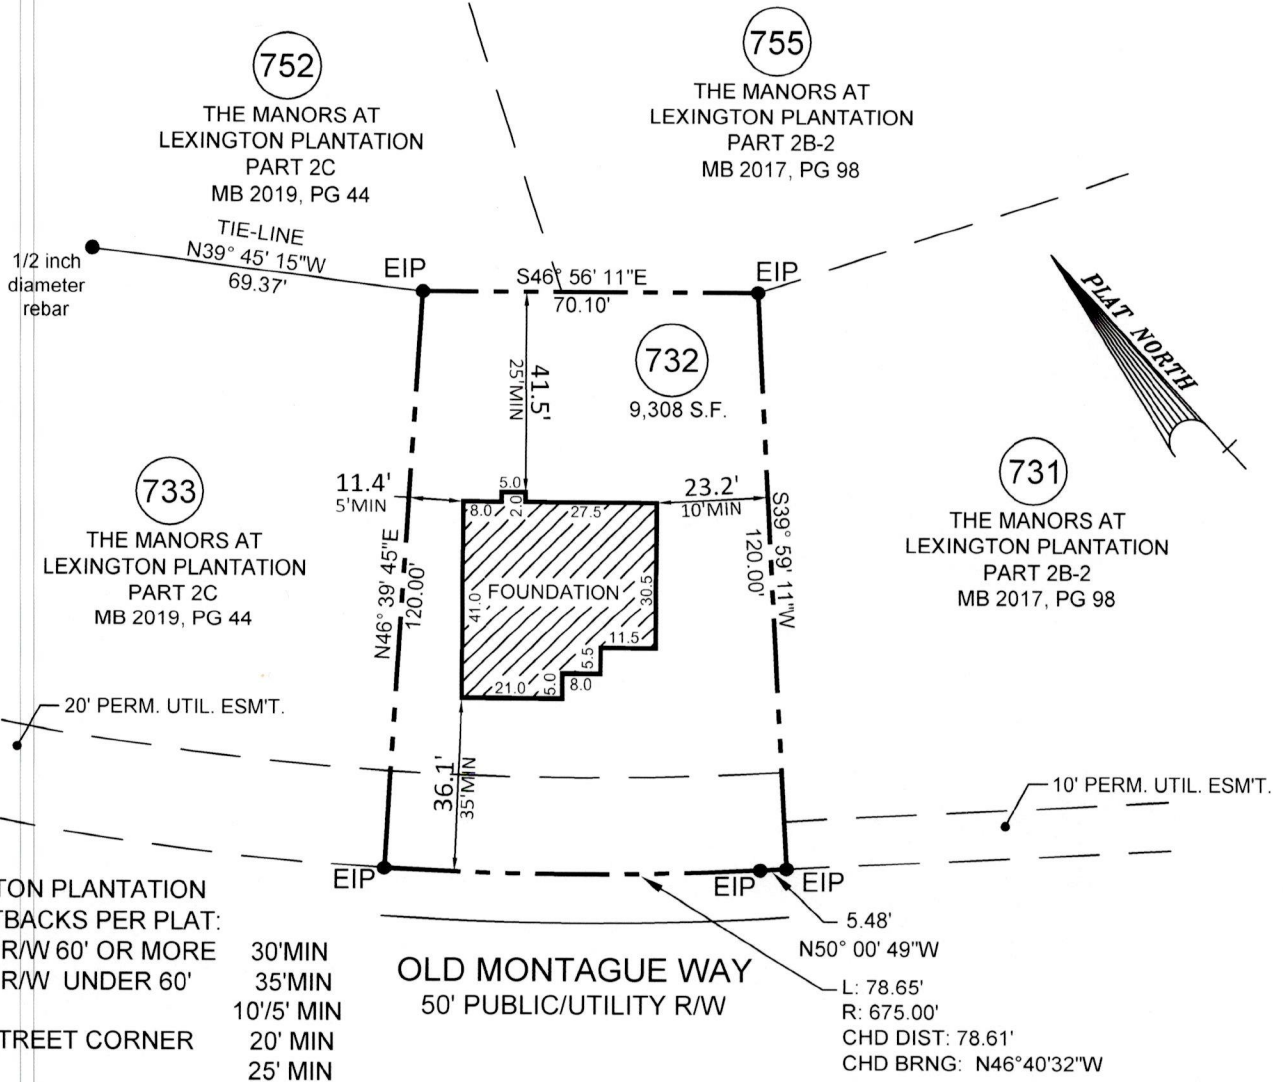 752
THE MANORS AT
LEXINGTON PLANTATION
PART 2C
MB 2019, PG 44
755
THE MANORS AT
LEXINGTON PLANTATION
PART 2B-2
MB 2017, PG 98
TIE-LINE
N39° 45' 15"W
69.37'
1/2 inch
diameter
rebar
EIP
S46° 56' 11"E
70.10'
EIP
PLAT NORTH
732
9,308 S.F.
41.5'
25'MIN
733
THE MANORS AT
LEXINGTON PLANTATION
PART 2C
MB 2019, PG 44
11.4'
5'MIN
23.2'
10'MIN
731
THE MANORS AT
LEXINGTON PLANTATION
PART 2B-2
MB 2017, PG 98
N46° 39' 45"E
120.00'
S39° 59' 11"W
120.00'
5.0
8.0
2.0
27.5
FOUNDATION
41.0
30.5
11.5
5.5
8.0
5.0
21.0
20' PERM. UTIL. ESM'T.
36.1'
35'MIN
10' PERM. UTIL. ESM'T.
EIP
EIP
EIP
5.48'
N50° 00' 49"W
L: 78.65'
R: 675.00'
CHD DIST: 78.61'
CHD BRNG: N46°40'32"W
OLD MONTAGUE WAY
50' PUBLIC/UTILITY R/W
TON PLANTATION
TBACKS PER PLAT:
R/W 60' OR MORE 30'MIN
R/W UNDER 60' 35'MIN
10'/5' MIN
TREET CORNER 20' MIN
25' MIN